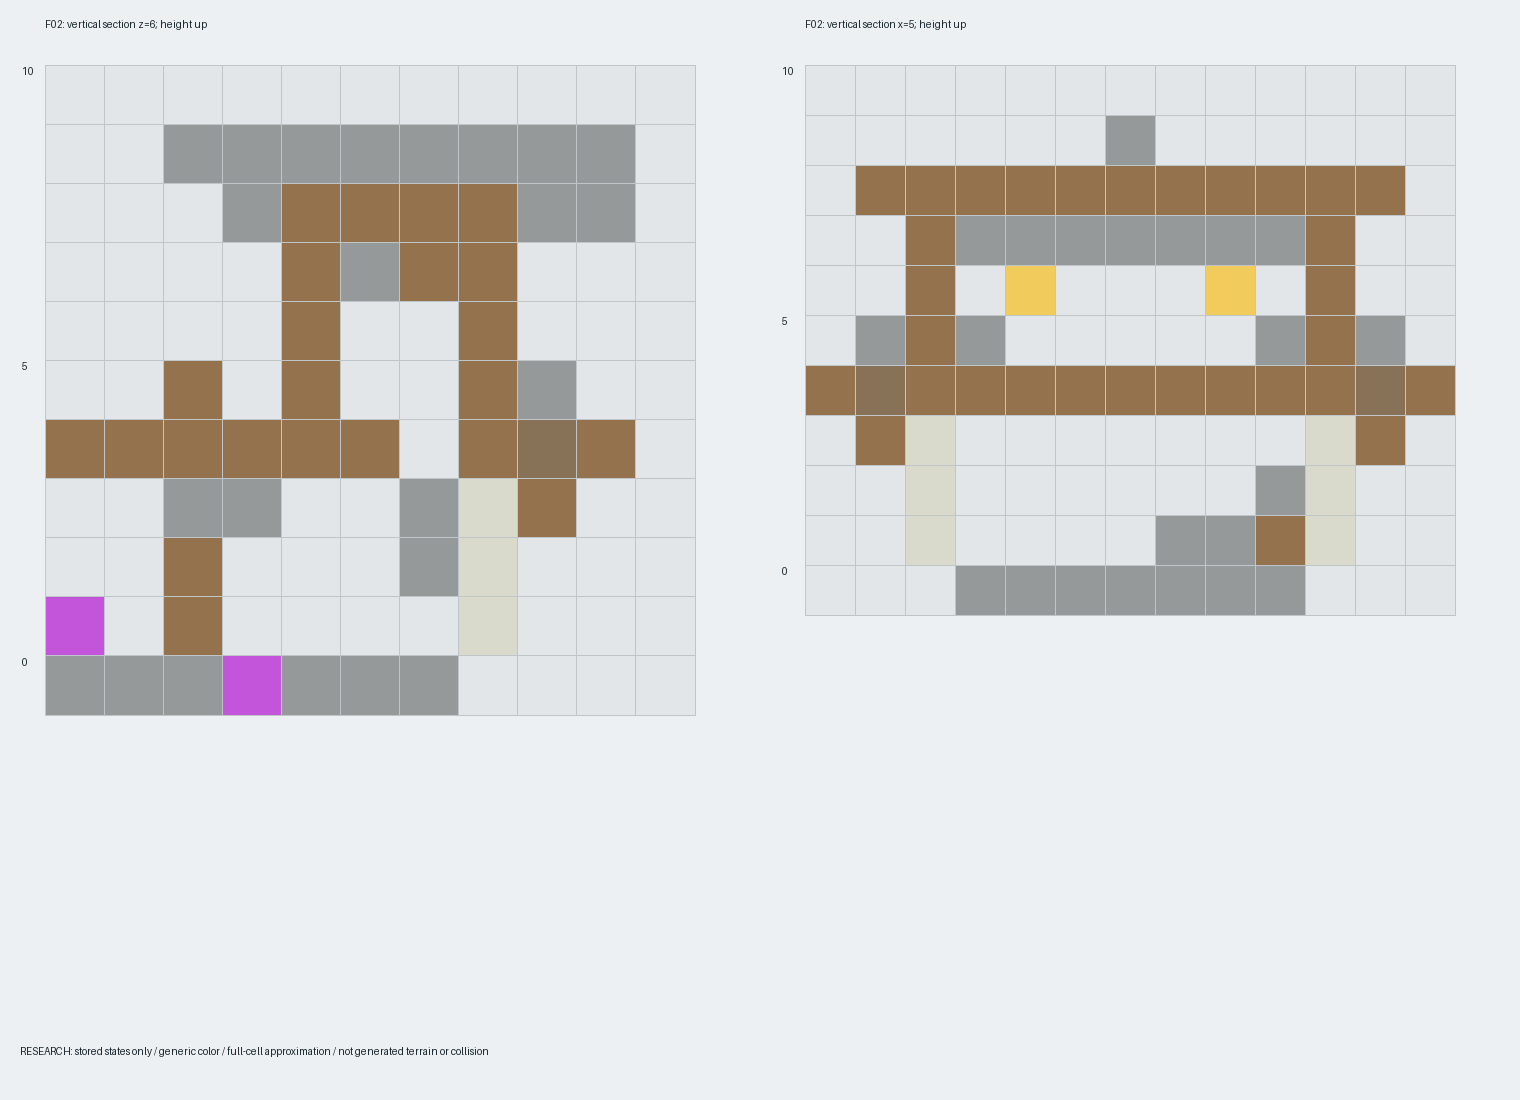 F02: vertical section z=6; height up
F02: vertical section x=5; height up
10
10
5
5
0
0
RESEARCH: stored states only / generic color / full-cell approximation / not generated terrain or collision